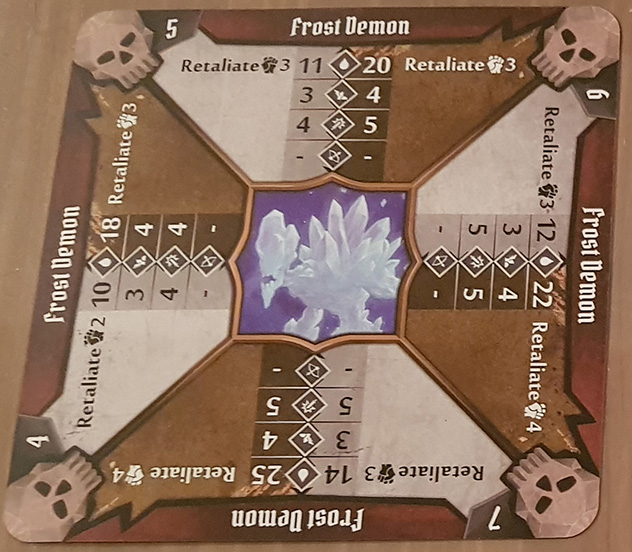 5
Frost Demon
Retaliate 3 11 20 Retaliate 3
3 4
4 5
- -
6
Frost Demon
Retaliate 3 12 22 Retaliate 4
3 4
5 5
- -
7
Frost Demon
Retaliate 3 14 25 Retaliate 4
3 4
5 5
- -
4
Frost Demon
Retaliate 2 10 18 Retaliate 3
3 4
4 4
- -